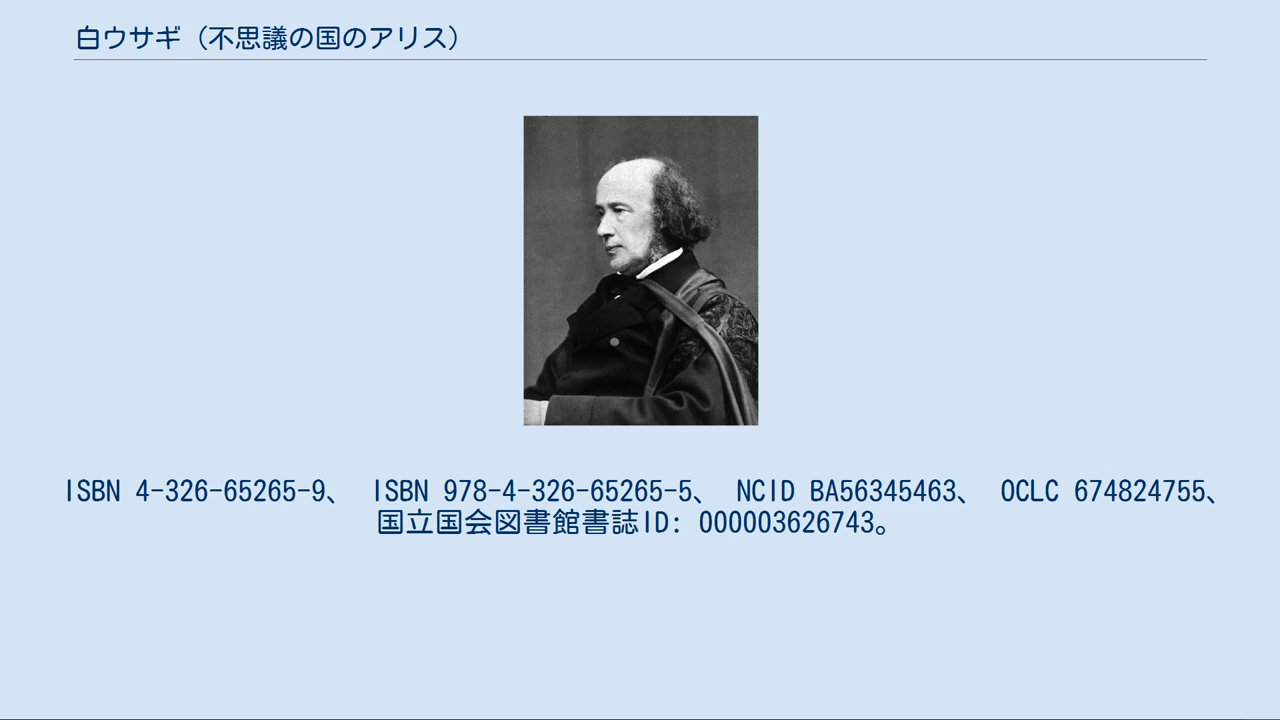 白ウサギ（不思議の国のアリス）
ISBN 4-326-65265-9、 ISBN 978-4-326-65265-5、 NCID BA56345463、 OCLC 674824755、
国立国会図書館書誌ID: 000003626743。